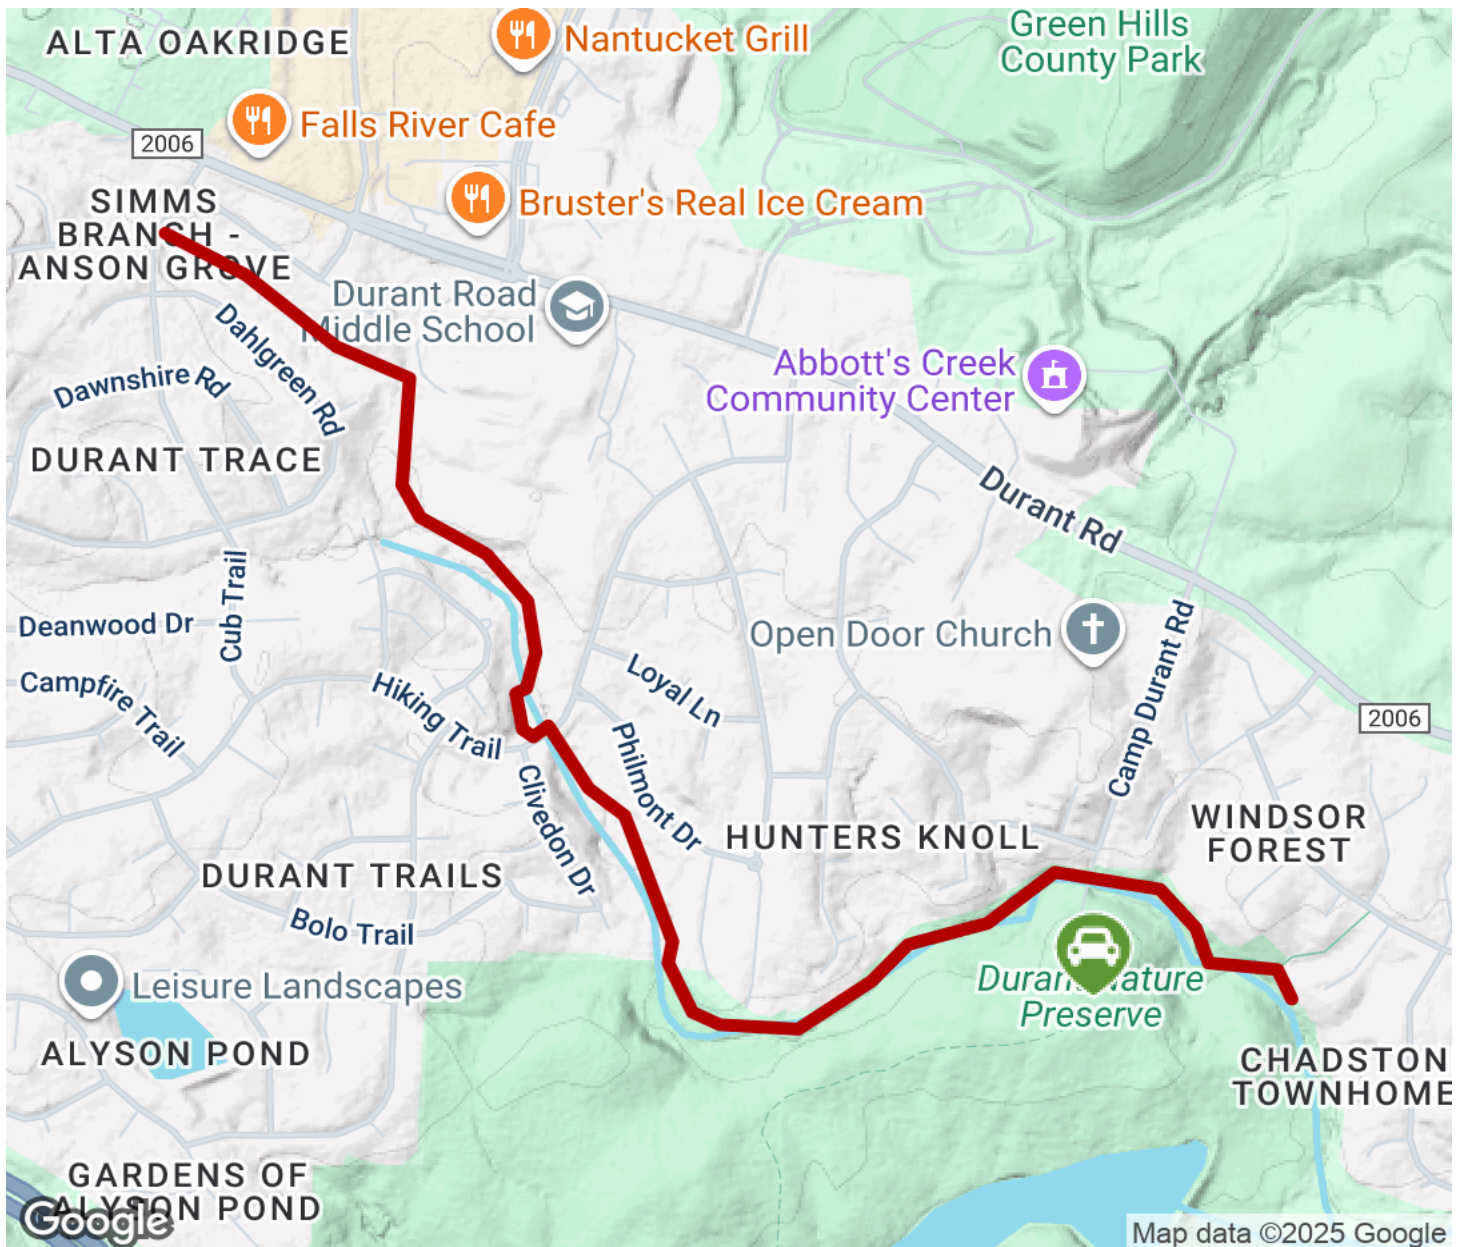 ALTA OAKRIDGE
Nantucket Grill
Green Hills
County Park
Falls River Cafe
2006
SIMMS
BRANCH -
ANSON GROVE
Bruster's Real Ice Cream
Durant Road
Middle School
Dahlgreen Rd
Dawnshire Rd
Abbott's Creek
Community Center
DURANT TRACE
Durant Rd
Cub Trail
Deanwood Dr
Open Door Church
Camp Durant Rd
Campfire Trail
Hiking Trail
Loyal Ln
2006
Philmont Dr
Clivedon Dr
HUNTERS KNOLL
WINDSOR
FOREST
DURANT TRAILS
Bolo Trail
Leisure Landscapes
Durant Nature
Preserve
ALYSON POND
CHADSTON
TOWNHOME
GARDENS OF
ALYSON POND
Google
Map data ©2025 Google